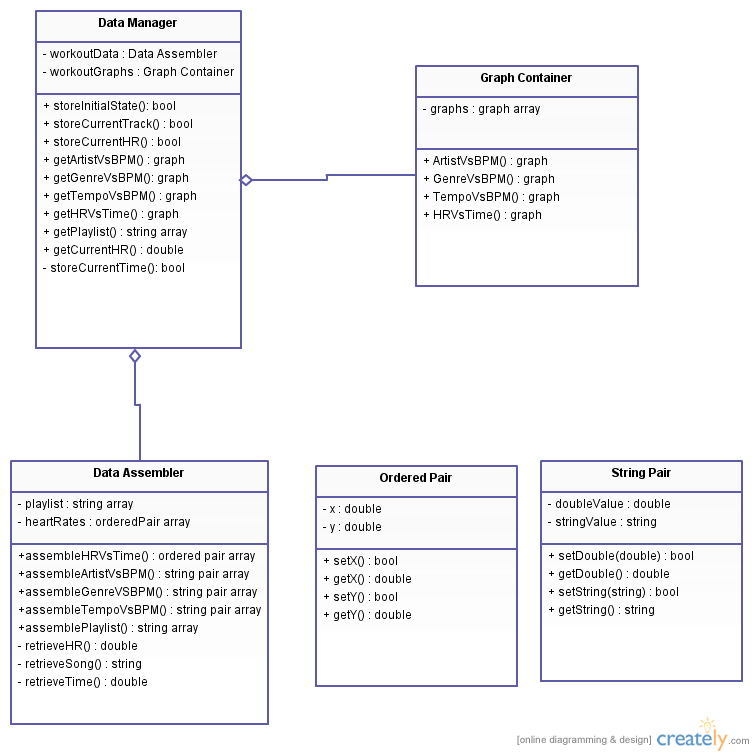 Data Manager
- workoutData : Data Assembler
- workoutGraphs : Graph Container
+ storeInitialState(): bool
+ storeCurrentTrack() : bool
+ storeCurrentHR() : bool
+ getArtistVsBPM() : graph
+ getGenreVsBPM(): graph
+ getTempoVsBPM() : graph
+ getHRVsTime() : graph
+ getPlaylist() : string array
+ getCurrentHR() : double
- storeCurrentTime(): bool
Graph Container
- graphs : graph array
+ ArtistVsBPM() : graph
+ GenreVsBPM() : graph
+ TempoVsBPM() : graph
+ HRVsTime() : graph
Data Assembler
- playlist : string array
- heartRates : orderedPair array
+assembleHRVsTime() : ordered pair array
+assembleArtistVsBPM() : string pair array
+assembleGenreVSBPM() : string pair array
+assembleTempoVsBPM() : string pair array
+assemblePlaylist() : string array
- retrieveHR() : double
- retrieveSong() : string
- retrieveTime() : double
Ordered Pair
- x : double
- y : double
+ setX() : bool
+ getX() : double
+ setY() : bool
+ getY() : double
String Pair
- doubleValue : double
- stringValue : string
+ setDouble(double) : bool
+ getDouble() : double
+ setString(string) : bool
+ getString() : string
[online diagramming & design] creately.com